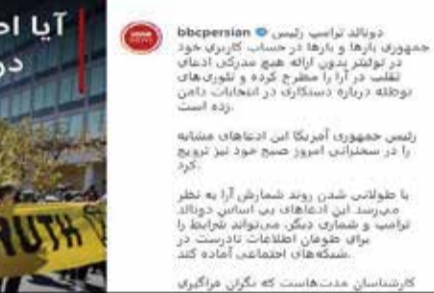 آیا اد
در
TRUTH
bbcpersian دونالد ترامپ رئیس
جمهوری بارها و بارها در حساب کاربری خود
در توئیتر بدون ارائه هیچ مدرکی ادعای
تقلب در آرا را مطرح کرده و تئوری‌های
توطئه درباره دستکاری در انتخابات دامن
زده است.
رئیس جمهوری آمریکا این ادعاهای مشابه
را در سخنرانی امروز صبح خود نیز ترویج
کرد.
با طولانی شدن روند شمارش آرا به نظر
می‌رسد این ادعاهای بی اساس دونالد
ترامپ و شماری دیگر، می‌تواند شرایط را
برای طوفان اطلاعات نادرست در
شبکه‌های اجتماعی آماده کند.
کارشناسان مدت‌هاست که نگران فراگیری